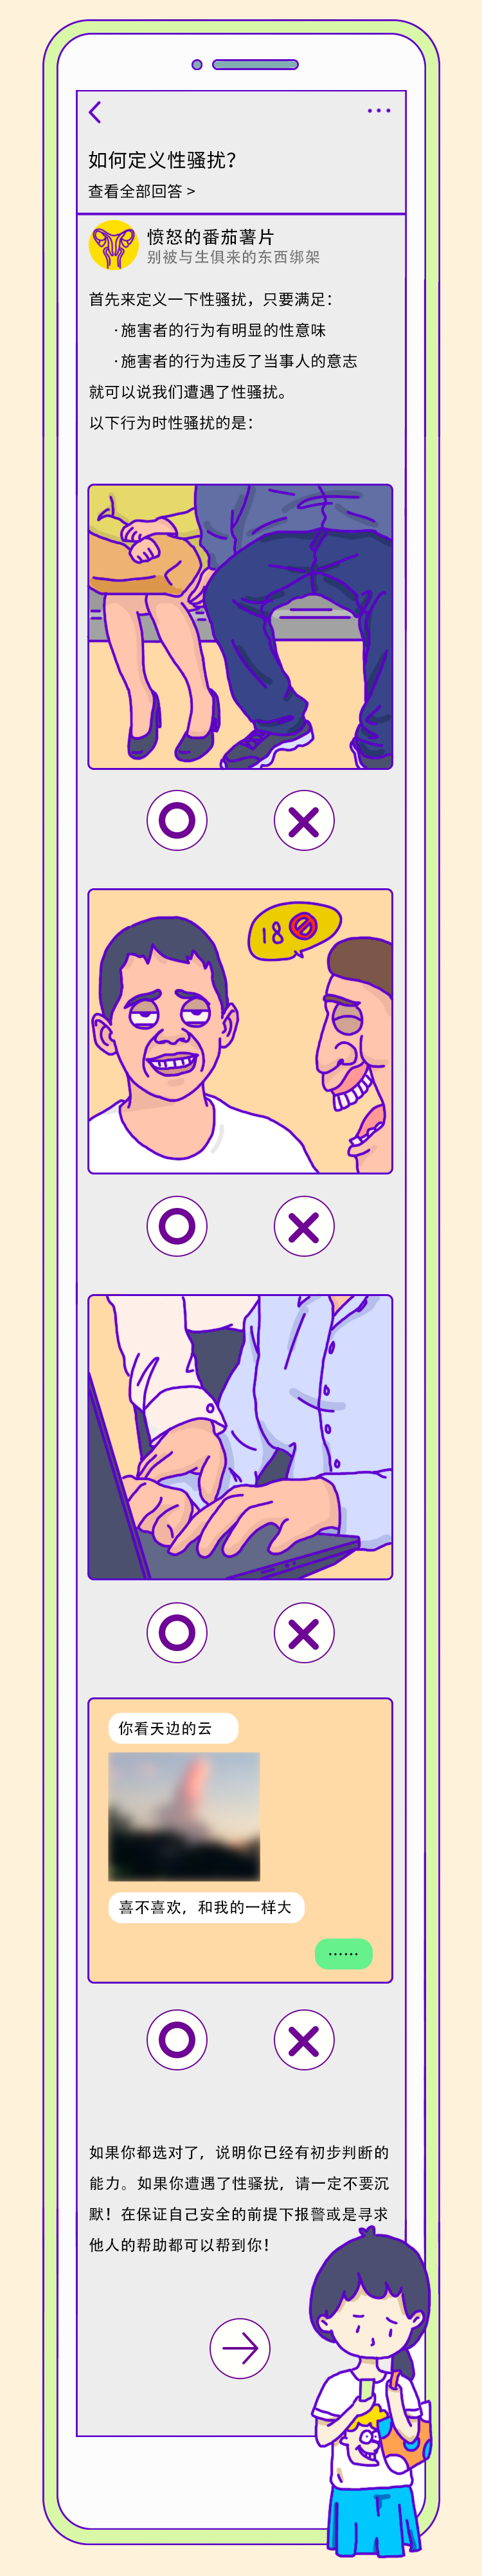 如何定义性骚扰？
查看全部回答 >
愤怒的番茄薯片
别被与生俱来的东西绑架
首先来定义一下性骚扰，只要满足：
·施害者的行为有明显的性意味
·施害者的行为违反了当事人的意志
就可以说我们遭遇了性骚扰。
以下行为时性骚扰的是：
18
你看天边的云
喜不喜欢，和我的一样大
······
如果你都选对了，说明你已经有初步判断的
能力。如果你遭遇了性骚扰，请一定不要沉
默！在保证自己安全的前提下报警或是寻求
他人的帮助都可以帮到你！